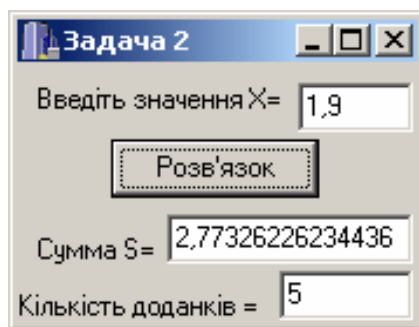 Задача 2
Введіть значення X= 1,9
Розв'язок
Сумма S= 2,77326226234436
Кількість доданків = 5